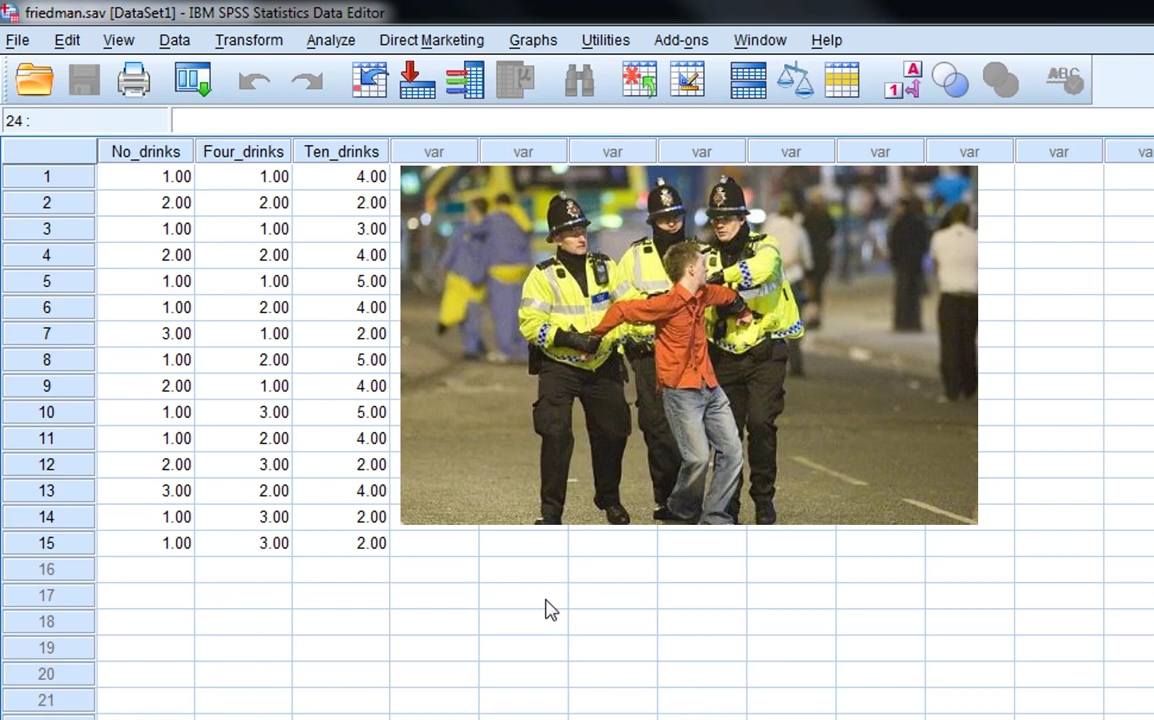 friedman.sav [DataSet1] - IBM SPSS Statistics Data Editor
File Edit View Data Transform Analyze Direct Marketing Graphs Utilities Add-ons Window Help
A
1
ABC
24 :
No_drinks Four_drinks Ten_drinks var var var var var var var var
1 1.00 1.00 4.00
2 2.00 2.00 2.00
3 1.00 1.00 3.00
4 2.00 2.00 4.00
5 1.00 1.00 5.00
6 1.00 2.00 4.00
7 3.00 1.00 2.00
8 1.00 2.00 5.00
9 2.00 1.00 4.00
10 1.00 3.00 5.00
11 1.00 2.00 4.00
12 2.00 3.00 2.00
13 3.00 2.00 4.00
14 1.00 3.00 2.00
15 1.00 3.00 2.00
16
17
18
19
20
21